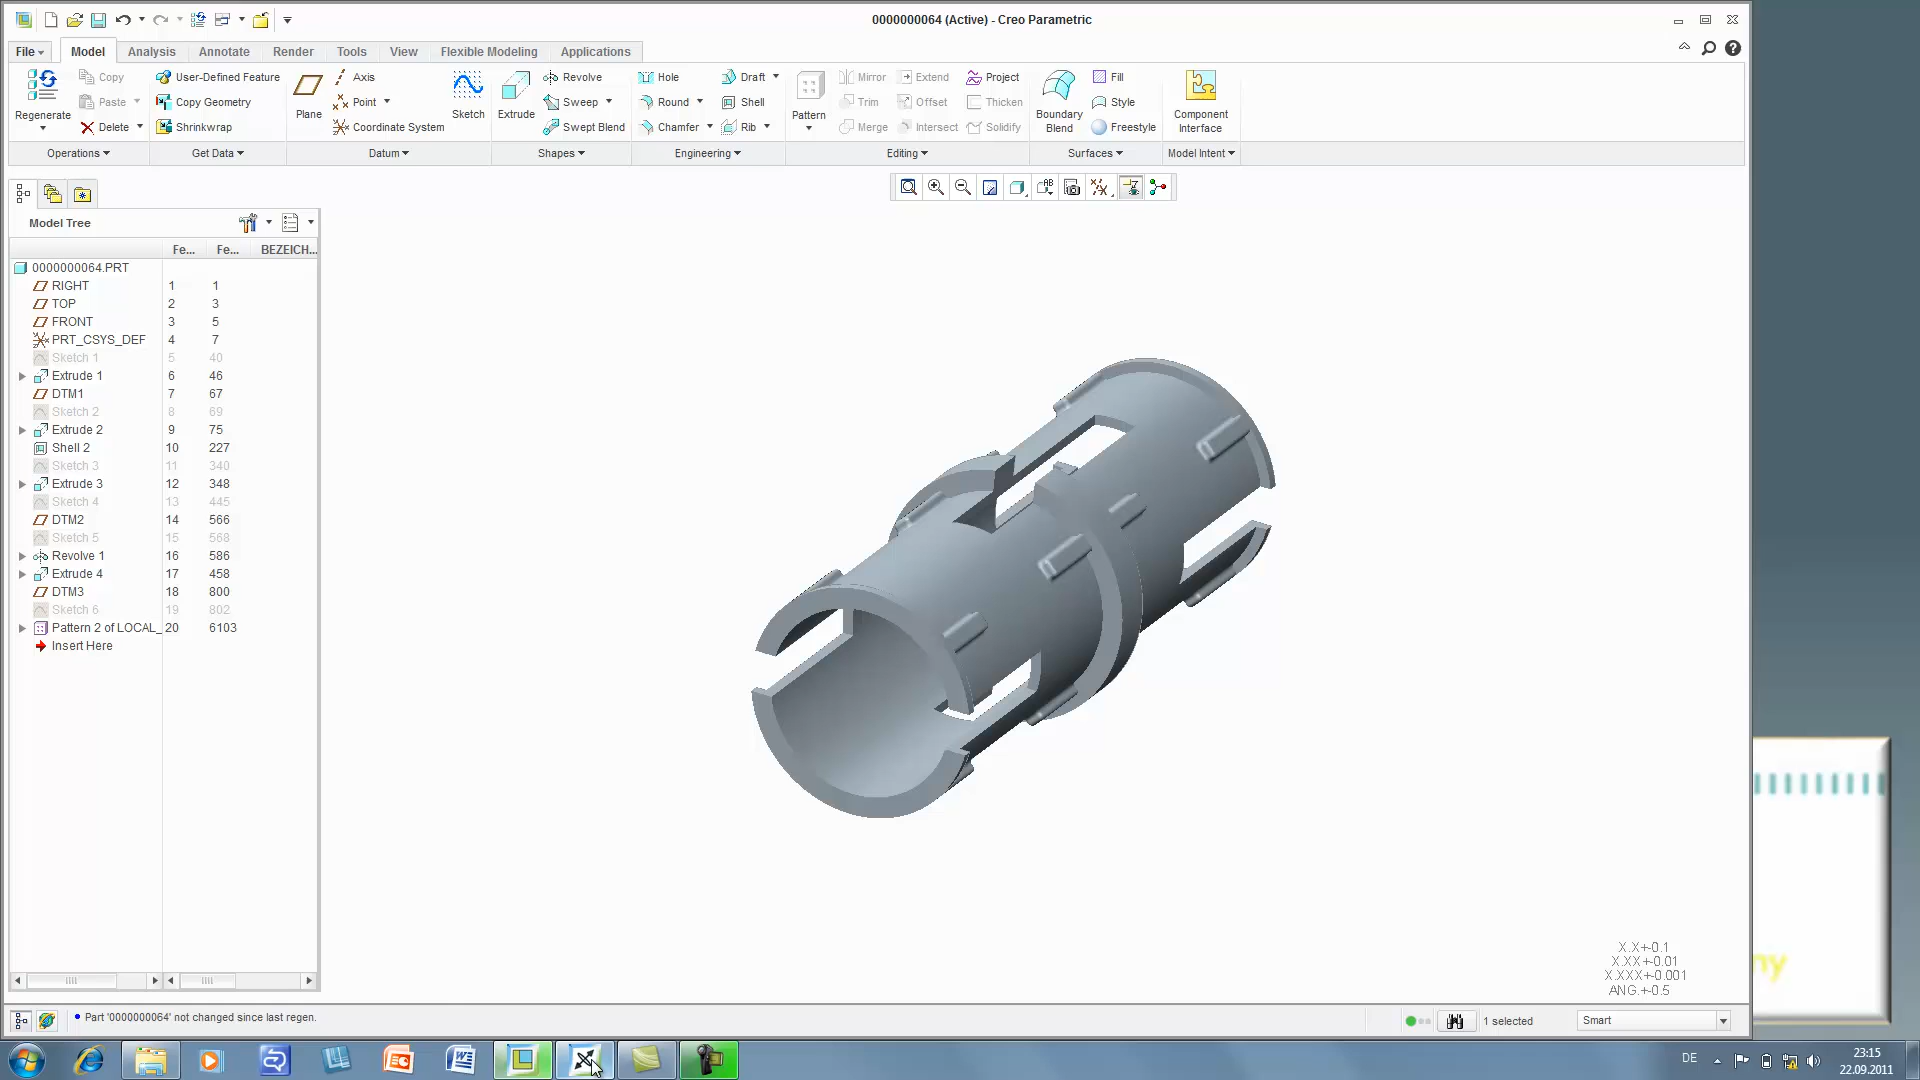 0000000064 (Active) - Creo Parametric
File Model Analysis Annotate Render Tools View Flexible Modeling Applications
Regenerate
Copy
Paste
Delete
Operations
User-Defined Feature
Copy Geometry
Shrinkwrap
Get Data
Plane
Axis
Point
Coordinate System
Datum
Sketch
Extrude
Revolve
Sweep
Swept Blend
Shapes
Hole
Round
Chamfer
Draft
Shell
Rib
Engineering
Pattern
Mirror
Trim
Merge
Extend
Offset
Intersect
Project
Thicken
Solidify
Editing
Boundary Blend
Fill
Style
Freestyle
Surfaces
Component Interface
Model Intent
Model Tree
Fe... Fe... BEZEICH...
0000000064.PRT
RIGHT 1 1
TOP 2 3
FRONT 3 5
PRT_CSYS_DEF 4 7
Sketch 1 5 40
Extrude 1 6 46
DTM1 7 67
Sketch 2 8 69
Extrude 2 9 75
Shell 2 10 227
Sketch 3 11 340
Extrude 3 12 348
Sketch 4 13 445
DTM2 14 566
Sketch 5 15 568
Revolve 1 16 586
Extrude 4 17 458
DTM3 18 800
Sketch 6 19 802
Pattern 2 of LOCAL_ 20 6103
Insert Here
X.X+-0.1
X.XX+-0.01
X.XXX+-0.001
ANG.+-0.5
ny
Part '0000000064' not changed since last regen.
1 selected
Smart
DE
23:15
22.09.2011